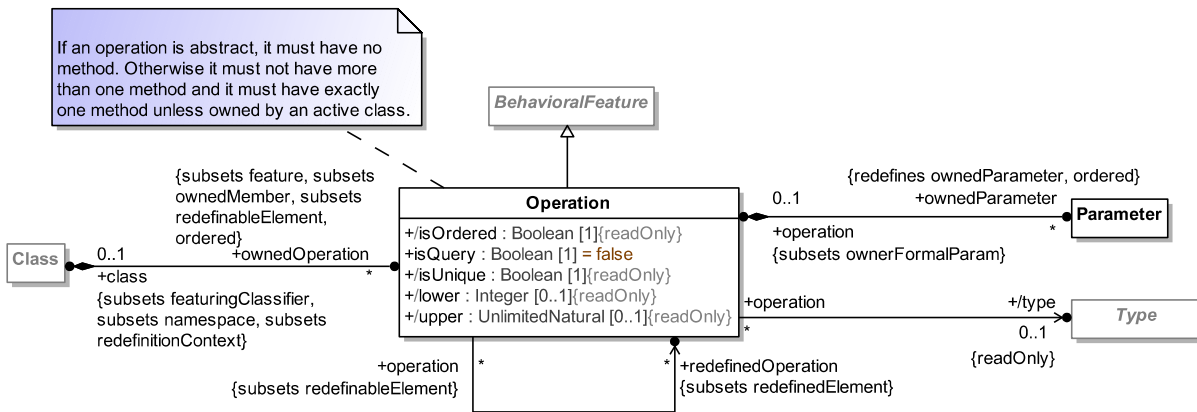 If an operation is abstract, it must have no
method. Otherwise it must not have more
than one method and it must have exactly
one method unless owned by an active class.
BehavioralFeature
{subsets feature, subsets
ownedMember, subsets
redefinableElement,
ordered}
+ownedOperation
*
Class
0..1
+class
{subsets featuringClassifier,
subsets namespace, subsets
redefinitionContext}
Operation
+/isOrdered : Boolean [1]{readOnly}
+isQuery : Boolean [1] = false
+/isUnique : Boolean [1]{readOnly}
+/lower : Integer [0..1]{readOnly}
+/upper : UnlimitedNatural [0..1]{readOnly}
{redefines ownedParameter, ordered}
0..1
+ownedParameter
Parameter
+operation
*
{subsets ownerFormalParam}
+operation
+/type
Type
*
0..1
{readOnly}
+operation
*
{subsets redefinableElement}
*
+redefinedOperation
{subsets redefinedElement}